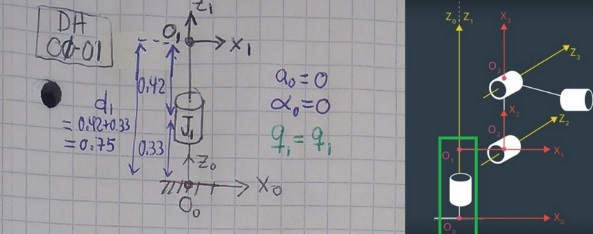 DH
O0-O1
Z1
O1
X1
0.42
d1
= 0.42+0.33
= 0.75
J1
0.33
Z0
X0
O0
a0 = 0
α0 = 0
q1 = q1
Z0 Z1
X3
Z3
O3
X2
Z2
O2
O1
X1
O0
X0